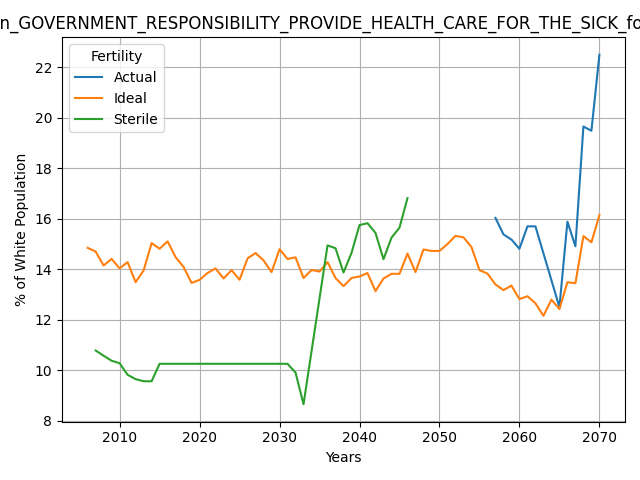 n_GOVERNMENT_RESPONSIBILITY_PROVIDE_HEALTH_CARE_FOR_THE_SICK_fo
Fertility
Actual
Ideal
Sterile
% of White Population
22
20
18
16
14
12
10
8
2010 2020 2030 2040 2050 2060 2070
Years